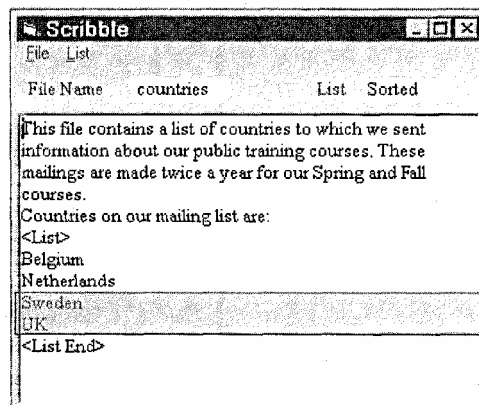 Scribble
File List
File Name countries List Sorted
This file contains a list of countries to which we sent
information about our public training courses. These
mailings are made twice a year for our Spring and Fall
courses.
Countries on our mailing list are:
<List>
Belgium
Netherlands
Sweden
UK
<List End>